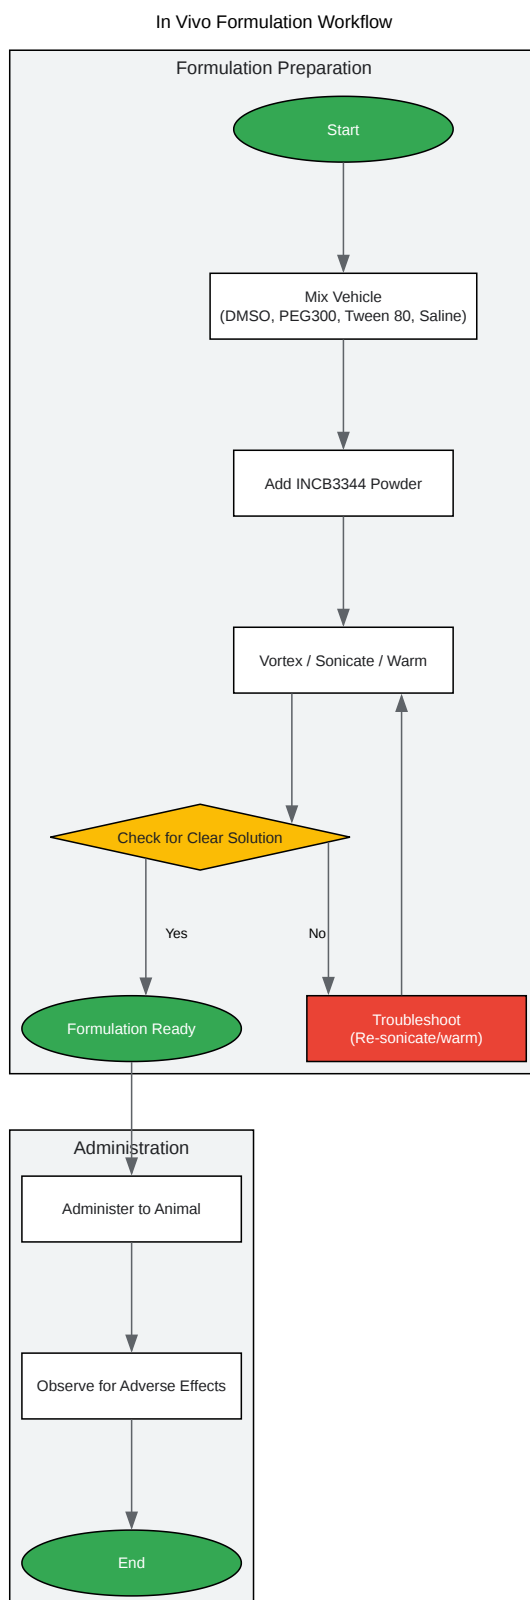 In Vivo Formulation Workflow
Formulation Preparation
Start
Mix Vehicle
(DMSO, PEG300, Tween 80, Saline)
Add INCB3344 Powder
Vortex / Sonicate / Warm
Check for Clear Solution
Yes
No
Formulation Ready
Troubleshoot
(Re-sonicate/warm)
Administration
Administer to Animal
Observe for Adverse Effects
End